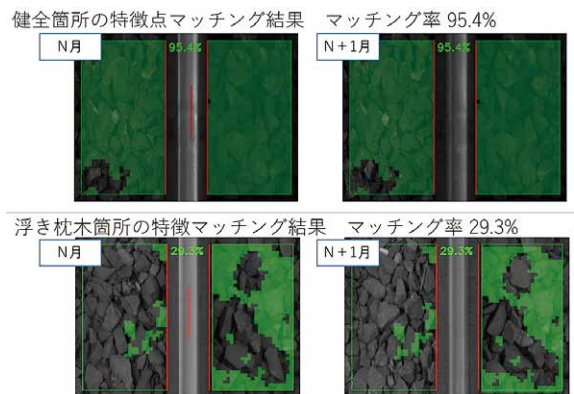 健全箇所の特徴点マッチング結果 マッチング率 95.4%
N月
95.4%
N+1月
95.4%
浮き枕木箇所の特徴マッチング結果 マッチング率 29.3%
N月
29.3%
N+1月
29.3%